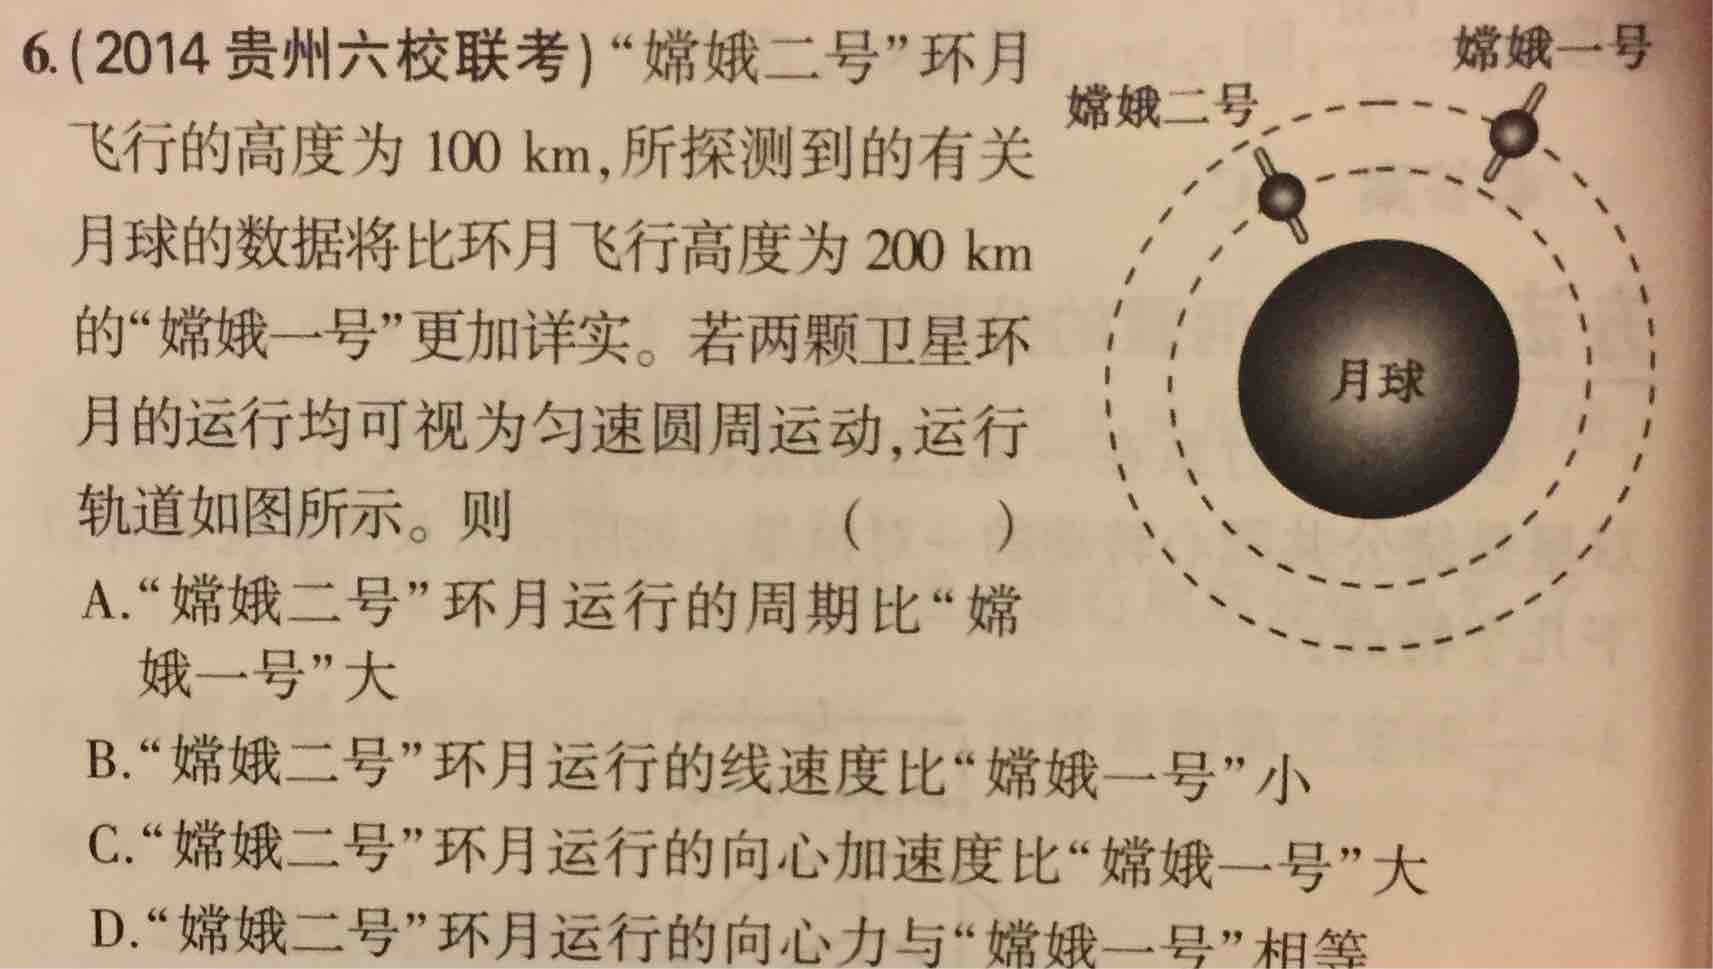 6.(2014贵州六校联考)“嫦娥二号”环月
飞行的高度为 100 km,所探测到的有关
月球的数据将比环月飞行高度为 200 km
的“嫦娥一号”更加详实。若两颗卫星环
月的运行均可视为匀速圆周运动,运行
轨道如图所示。则 (    )
嫦娥一号
嫦娥二号
月球
A.“嫦娥二号”环月运行的周期比“嫦
娥一号”大
B.“嫦娥二号”环月运行的线速度比“嫦娥一号”小
C.“嫦娥二号”环月运行的向心加速度比“嫦娥一号”大
D.“嫦娥二号”环月运行的向心力与“嫦娥一号”相等